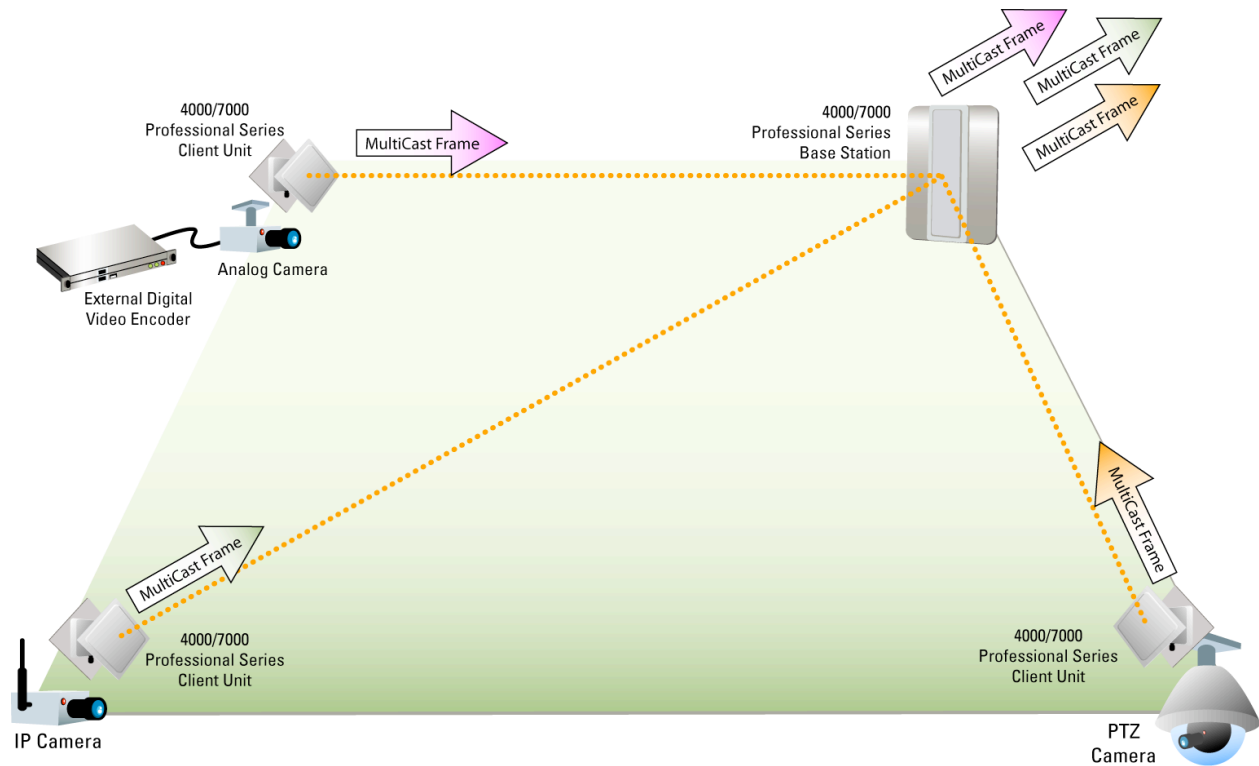 MultiCast Frame
MultiCast Frame
MultiCast Frame
4000/7000
Professional Series
Client Unit
MultiCast Frame
4000/7000
Professional Series
Base Station
Analog Camera
External Digital
Video Encoder
MultiCast Frame
MultiCast Frame
4000/7000
Professional Series
Client Unit
4000/7000
Professional Series
Client Unit
IP Camera
PTZ
Camera